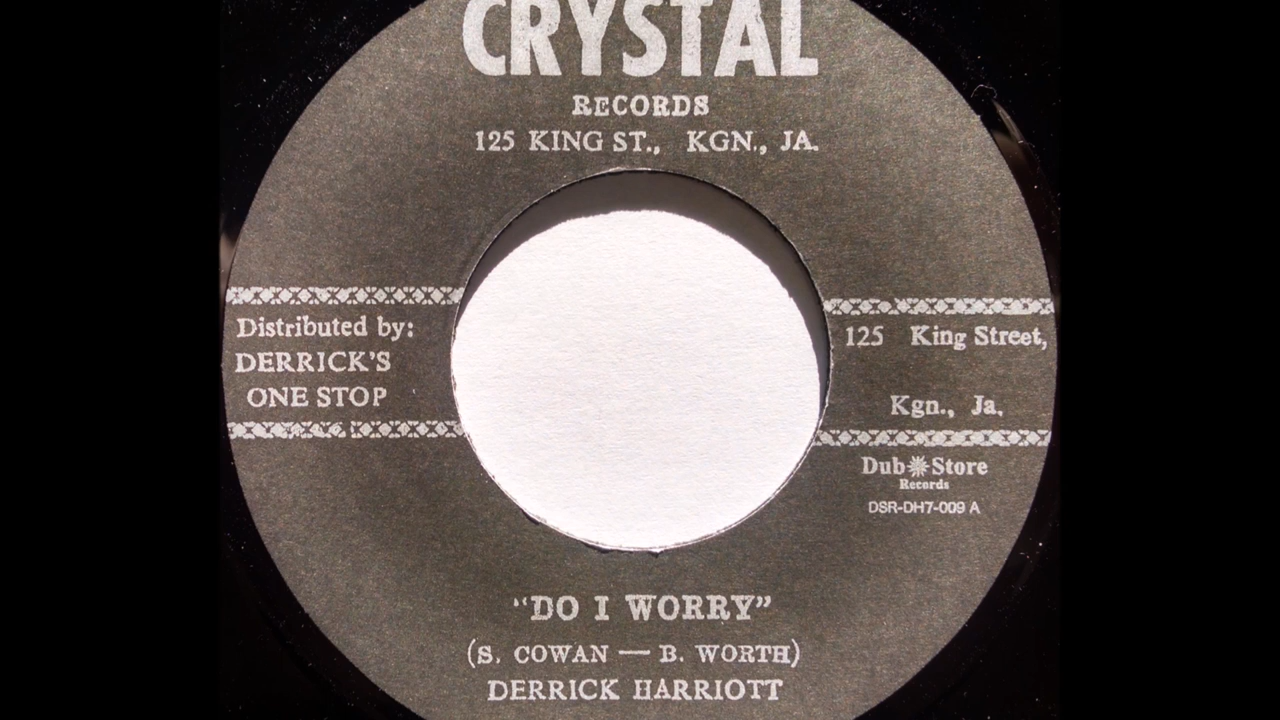 CRYSTAL
RECORDS
125 KING ST., KGN., JA.
Distributed by:
DERRICK'S
ONE STOP
125 King Street,
Kgn., Ja,
Dub Store
Records
DSR-DH7-009 A
"DO I WORRY"
(S. COWAN — B. WORTH)
DERRICK HARRIOTT